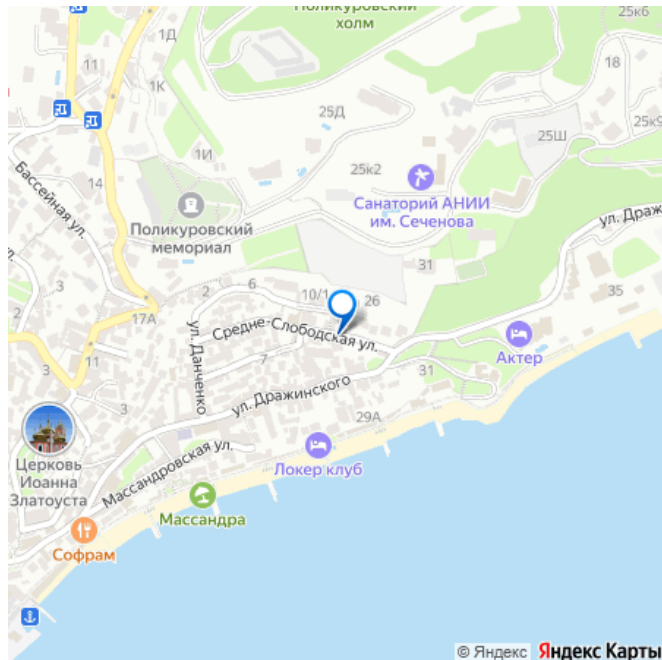 Поликуровский
холм
25к6
1Д
11
1К
18
25Д
25к9
25Ш
1И
25к2
14
Санаторий АНИИ
им. Сеченова
Бассейная ул.
Поликуровский
мемориал
ул. Драж
31
2
6
10/1
26
35
17А
Средне-Слободская ул.
11
ул. Данченко
7
Актер
3
ул. Дражинского
31
3
3
29А
Массандровская ул.
Церковь
Иоанна
Златоуста
Локер клуб
Массандра
Софрам
© Яндекс Яндекс Карты